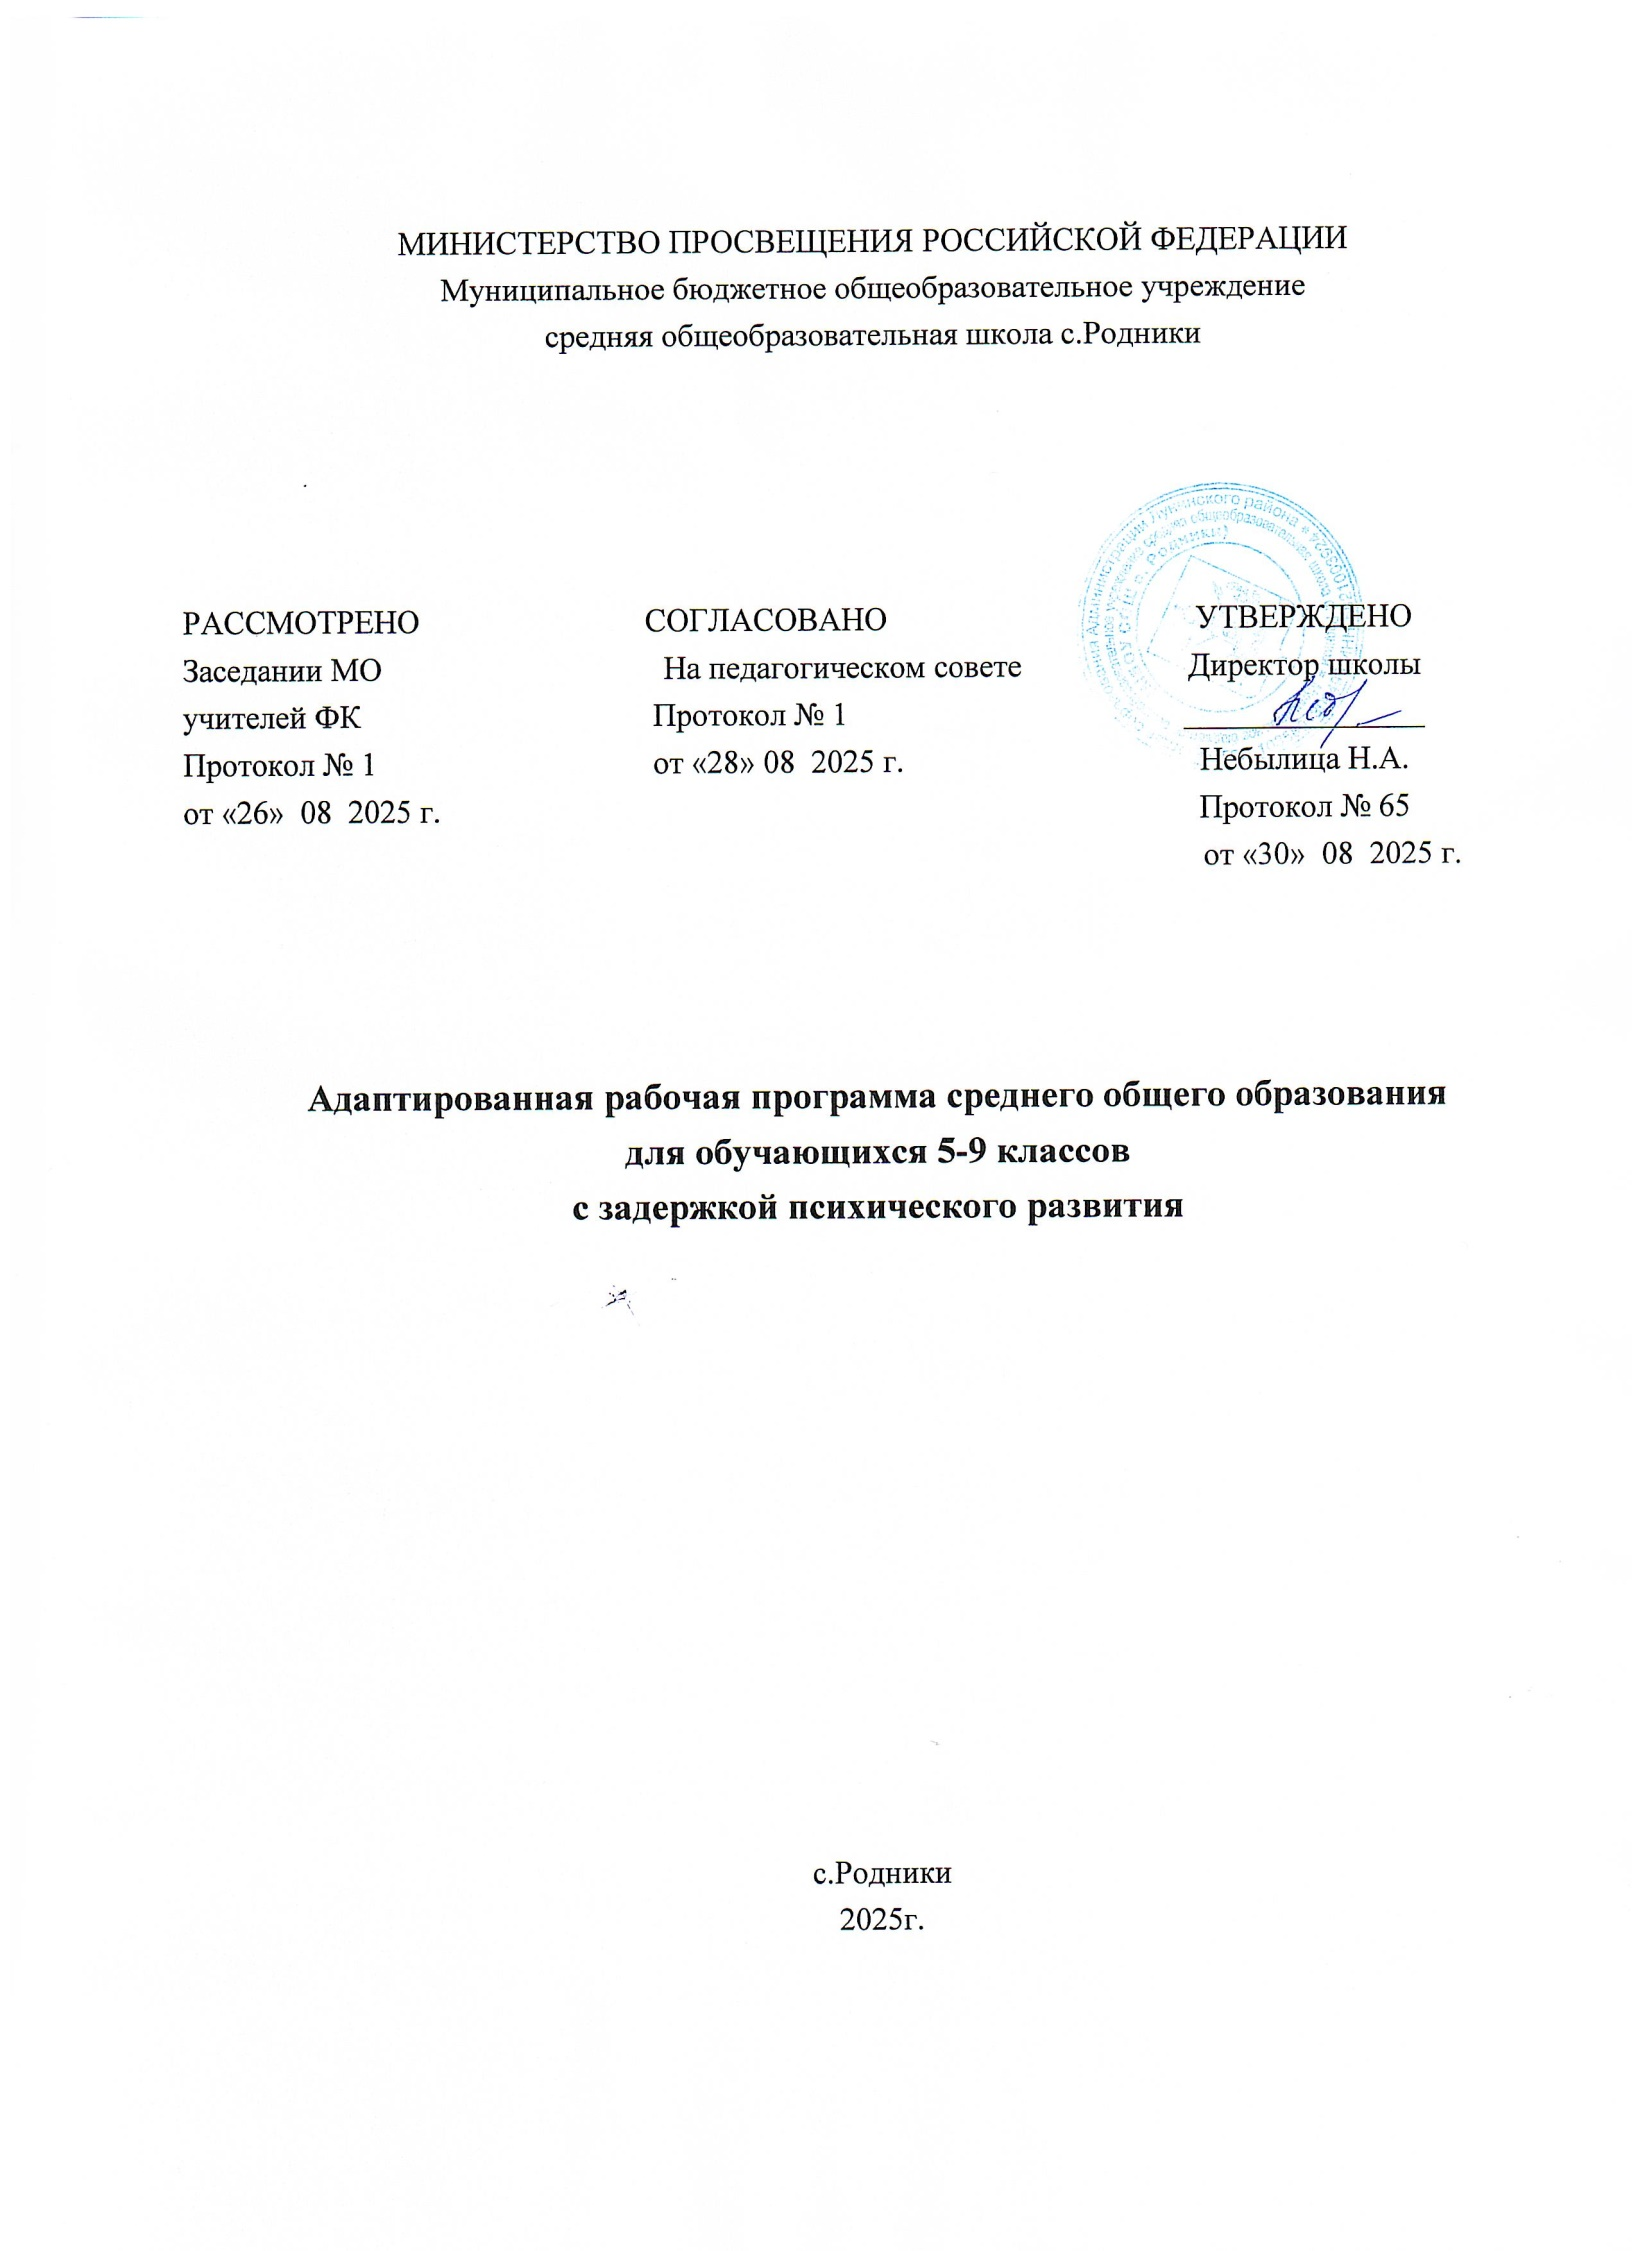 МИНИСТЕРСТВО ПРОСВЕЩЕНИЯ РОССИЙСКОЙ ФЕДЕРАЦИИ
Муниципальное бюджетное общеобразовательное учреждение
средняя общеобразовательная школа с.Родники
РАССМОТРЕНО
Заседании МО
учителей ФК
Протокол № 1
от «26» 08 2025 г.
СОГЛАСОВАНО
На педагогическом совете
Протокол № 1
от «28» 08 2025 г.
УТВЕРЖДЕНО
Директор школы
Небылица Н.А.
Протокол № 65
от «30» 08 2025 г.
Адаптированная рабочая программа среднего общего образования
для обучающихся 5-9 классов
с задержкой психического развития
с.Родники
2025г.